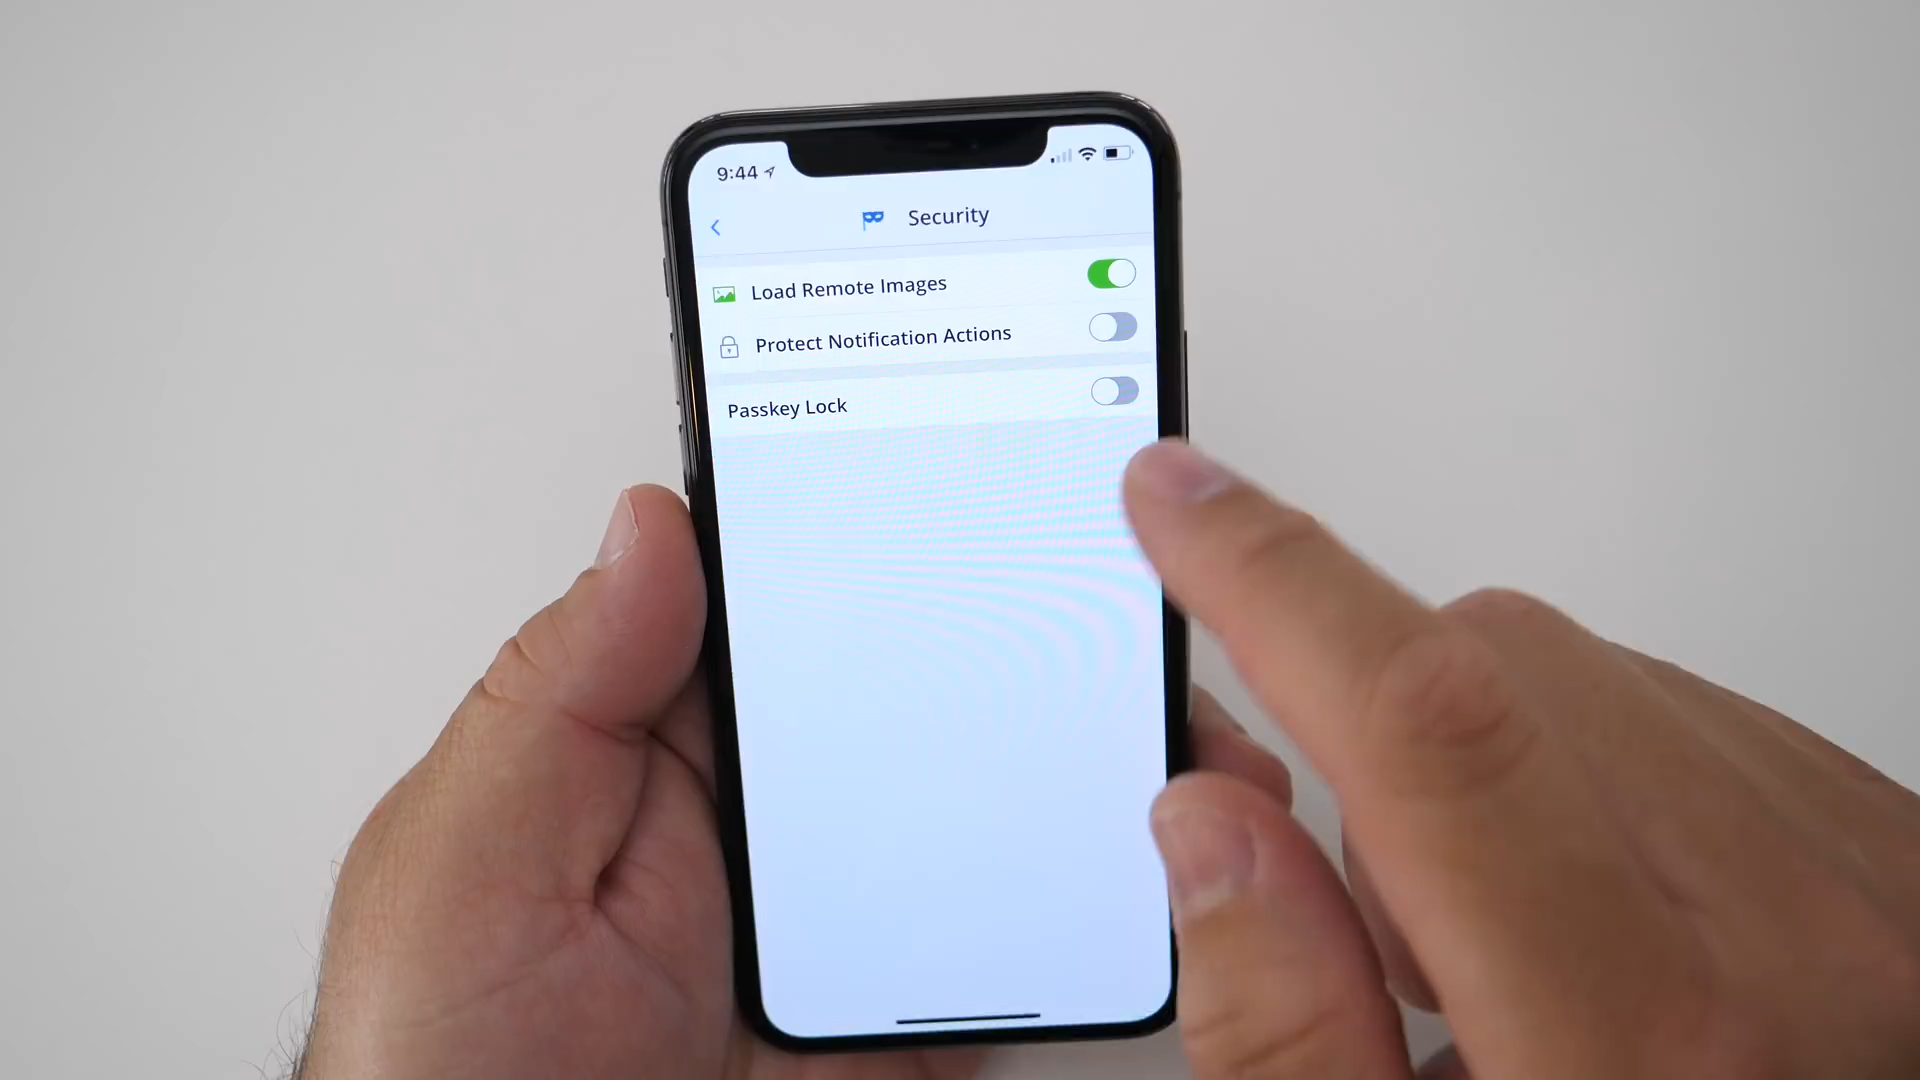 9:44
Security
Load Remote Images
Protect Notification Actions
Passkey Lock